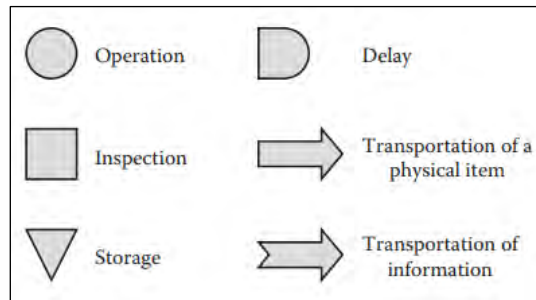 Operation
Delay
Inspection
Transportation of a
physical item
Storage
Transportation of
information